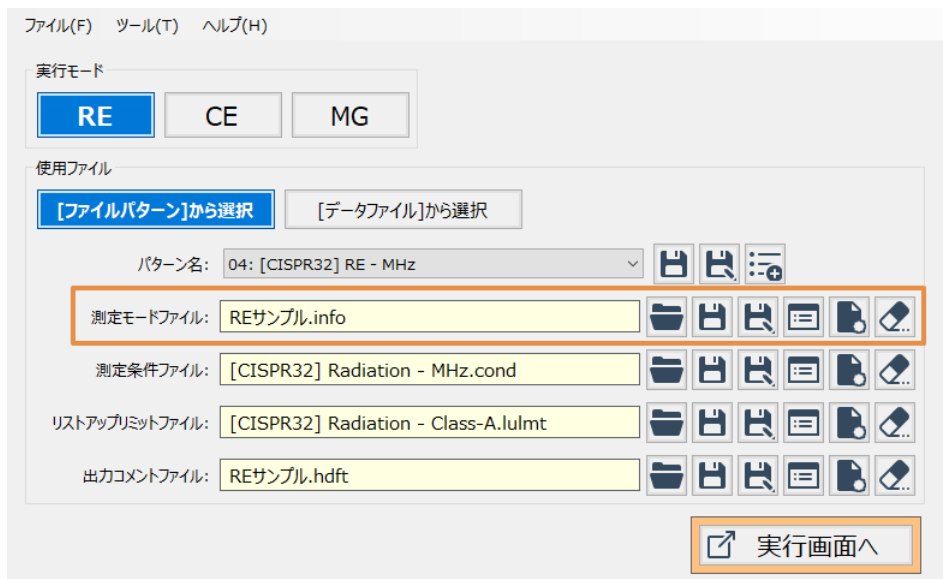 ファイル(F) ツール(T) ヘルプ(H)
実行モード
RE CE MG
使用ファイル
[ファイルパターン]から選択 [データファイル]から選択
パターン名: 04: [CISPR32] RE - MHz
測定モードファイル: REサンプル.info
測定条件ファイル: [CISPR32] Radiation - MHz.cond
リストアップリミットファイル: [CISPR32] Radiation - Class-A.lulmt
出力コメントファイル: REサンプル.hdft
実行画面へ